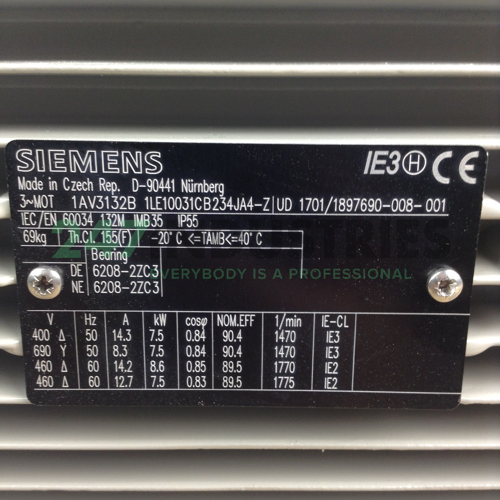 SIEMENS IE3 H CE
Made in Czech Rep. D-90441 Nürnberg
3~MOT 1AV3132B 1LE10031CB234JA4-Z UD 1701/1897690-008-001
IEC/EN 60034 132M IMB35 IP55
69kg Th.Cl. 155(F) -20°C <=TAMB<=40°C
Bearing
DE 6208-2ZC3
NE 6208-2ZC3
247 INDUSTRIES
EVERYBODY IS A PROFESSIONAL
V Hz A kW cosφ NOM.EFF 1/min IE-CL
400 Δ 50 14.3 7.5 0.84 90.4 1470 IE3
690 Y 50 8.3 7.5 0.84 90.4 1470 IE3
460 Δ 60 14.2 8.6 0.85 89.5 1770 IE2
460 Δ 60 12.7 7.5 0.83 89.5 1775 IE2